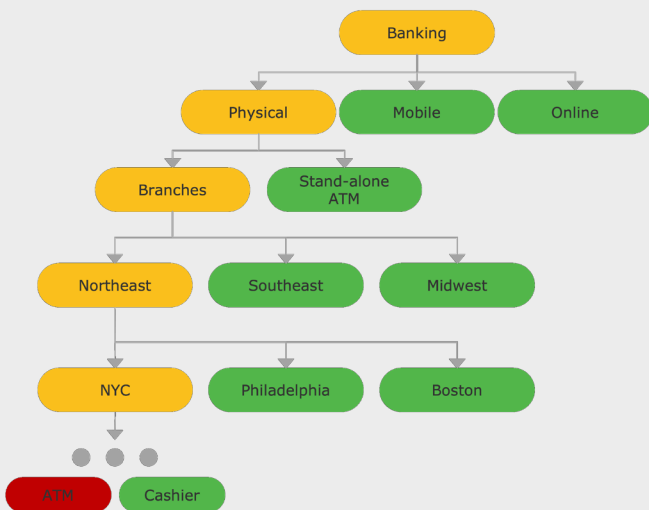 Banking
Physical
Mobile
Online
Branches
Stand-alone
ATM
Northeast
Southeast
Midwest
NYC
Philadelphia
Boston
ATM
Cashier